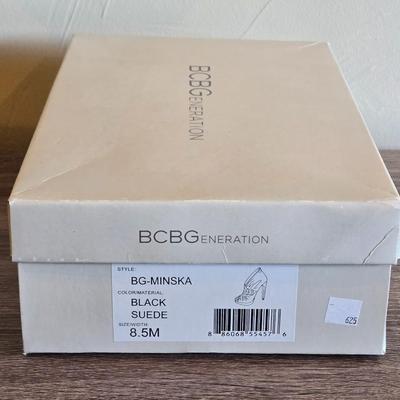 BCBGENERATION
BCBGENERATION
STYLE:
BG-MINSKA
COLOR/MATERIAL:
BLACK
SUEDE
SIZE/WIDTH:
8.5M
8 86068 55457 6
625